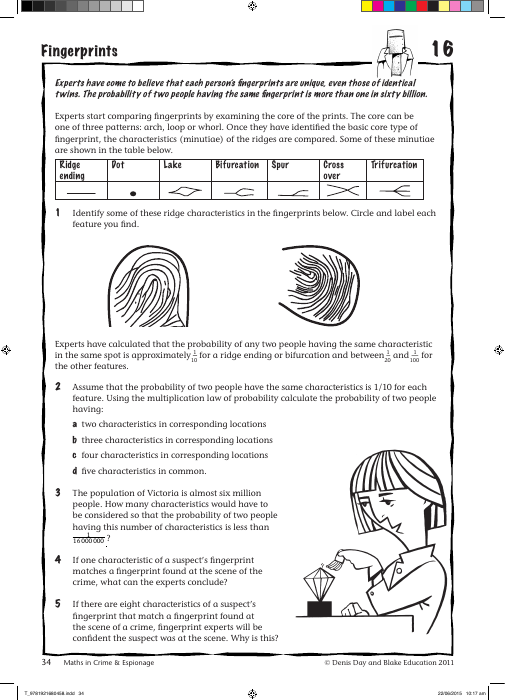 Fingerprints
16
Experts have come to believe that each person's fingerprints are unique, even those of identical
twins. The probability of two people having the same fingerprint is more than one in sixty billion.
Experts start comparing fingerprints by examining the core of the prints. The core can be
one of three patterns: arch, loop or whorl. Once they have identified the basic core type of
fingerprint, the characteristics (minutiae) of the ridges are compared. Some of these minutiae
are shown in the table below.
Ridge ending Dot Lake Bifurcation Spur Cross over Trifurcation
1 Identify some of these ridge characteristics in the fingerprints below. Circle and label each
feature you find.
Experts have calculated that the probability of any two people having the same characteristic
in the same spot is approximately 1/10 for a ridge ending or bifurcation and between 1/20 and 1/100 for
the other features.
2 Assume that the probability of two people have the same characteristics is 1/10 for each
feature. Using the multiplication law of probability calculate the probability of two people
having:
a two characteristics in corresponding locations
b three characteristics in corresponding locations
c four characteristics in corresponding locations
d five characteristics in common.
3 The population of Victoria is almost six million
people. How many characteristics would have to
be considered so that the probability of two people
having this number of characteristics is less than
1/16 000 000 ?
4 If one characteristic of a suspect's fingerprint
matches a fingerprint found at the scene of the
crime, what can the experts conclude?
5 If there are eight characteristics of a suspect's
fingerprint that match a fingerprint found at
the scene of a crime, fingerprint experts will be
confident the suspect was at the scene. Why is this?
34 Maths in Crime & Espionage
© Denis Day and Blake Education 2011
34
22/06/2015 10:17 am